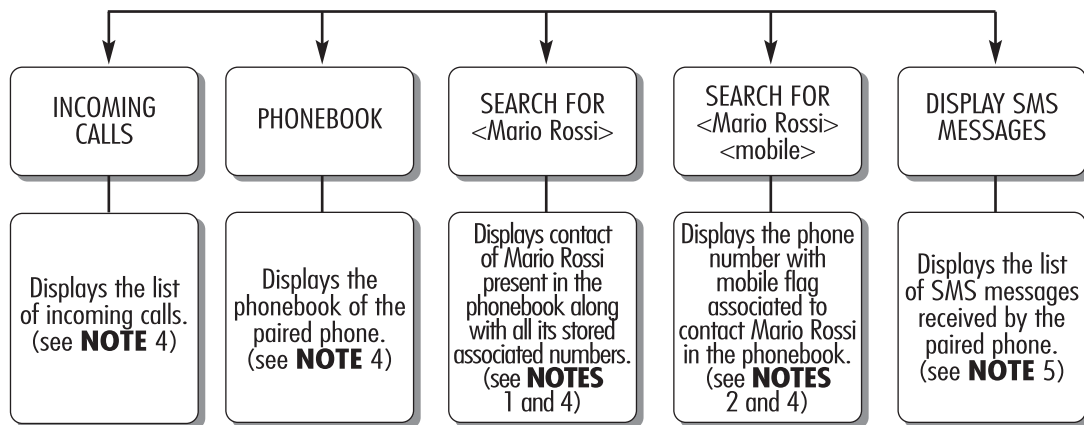 INCOMING
CALLS
PHONEBOOK
SEARCH FOR
<Mario Rossi>
SEARCH FOR
<Mario Rossi>
<mobile>
DISPLAY SMS
MESSAGES
Displays the list
of incoming calls.
(see NOTE 4)
Displays the
phonebook of the
paired phone.
(see NOTE 4)
Displays contact
of Mario Rossi
present in the
phonebook along
with all its stored
associated numbers.
(see NOTES
1 and 4)
Displays the phone
number with
mobile flag
associated to
contact Mario Rossi
in the phonebook.
(see NOTES
2 and 4)
Displays the list
of SMS messages
received by the
paired phone.
(see NOTE 5)